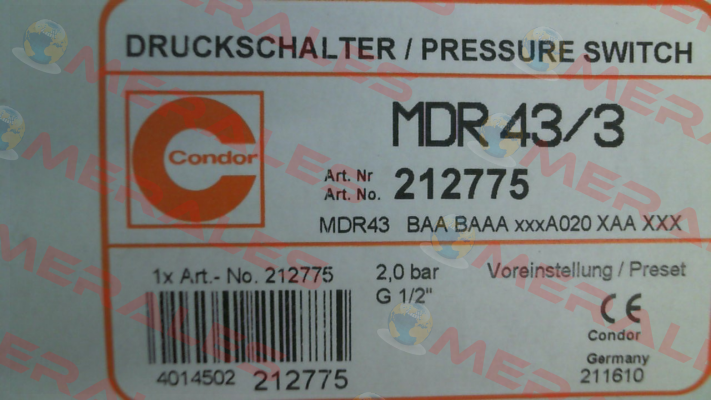 DRUCKSCHALTER / PRESSURE SWITCH
Condor
MDR 43/3
Art. Nr
Art. No. 212775
MDR43 BAA BAAA xxxA020 XAA XXX
1x Art.- No. 212775
2,0 bar
G 1/2"
Voreinstellung / Preset
CE
Condor
Germany
211610
4014502 212775
MERALES